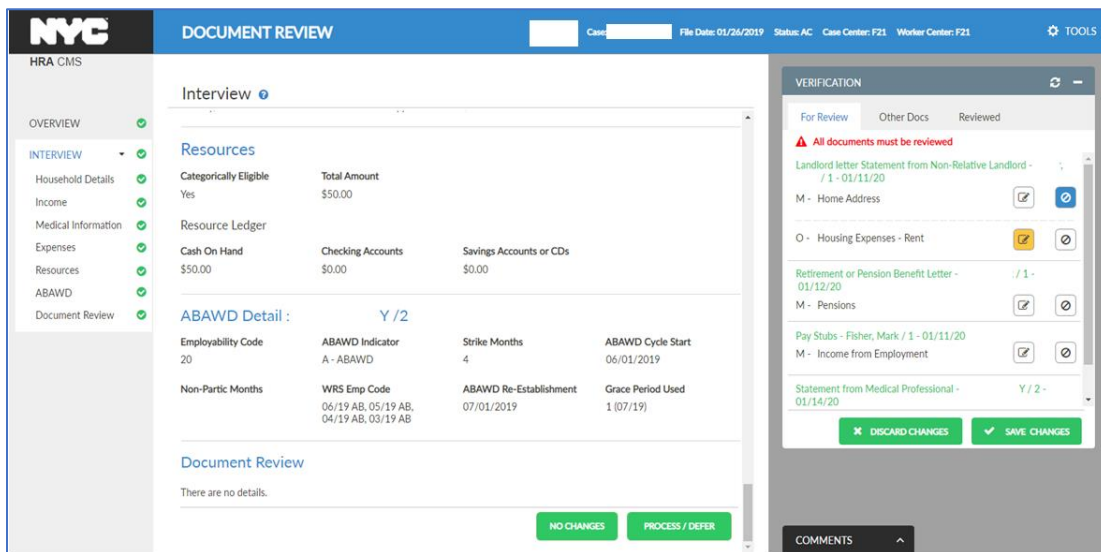 NYC
DOCUMENT REVIEW
Case:
File Date: 01/26/2019 Status: AC Case Center: F21 Worker Center: F21
TOOLS
HRA CMS
OVERVIEW
INTERVIEW
Household Details
Income
Medical Information
Expenses
Resources
ABAWD
Document Review
Interview
Resources
Categorically Eligible Total Amount
Yes $50.00
Resource Ledger
Cash On Hand Checking Accounts Savings Accounts or CDs
$50.00 $0.00 $0.00
ABAWD Detail : Y /2
Employability Code ABAWD Indicator Strike Months ABAWD Cycle Start
20 A - ABAWD 4 06/01/2019
Non-Partic Months WRS Emp Code ABAWD Re-Establishment Grace Period Used
06/19 AB, 05/19 AB, 07/01/2019 1 (07/19)
04/19 AB, 03/19 AB
Document Review
There are no details.
NO CHANGES PROCESS / DEFER
VERIFICATION
For Review Other Docs Reviewed
All documents must be reviewed
Landlord letter Statement from Non-Relative Landlord -
/ 1 - 01/11/20
M - Home Address
O - Housing Expenses - Rent
Retirement or Pension Benefit Letter - / 1 -
01/12/20
M - Pensions
Pay Stubs - Fisher, Mark / 1 - 01/11/20
M - Income from Employment
Statement from Medical Professional - Y / 2 -
01/14/20
DISCARD CHANGES SAVE CHANGES
COMMENTS